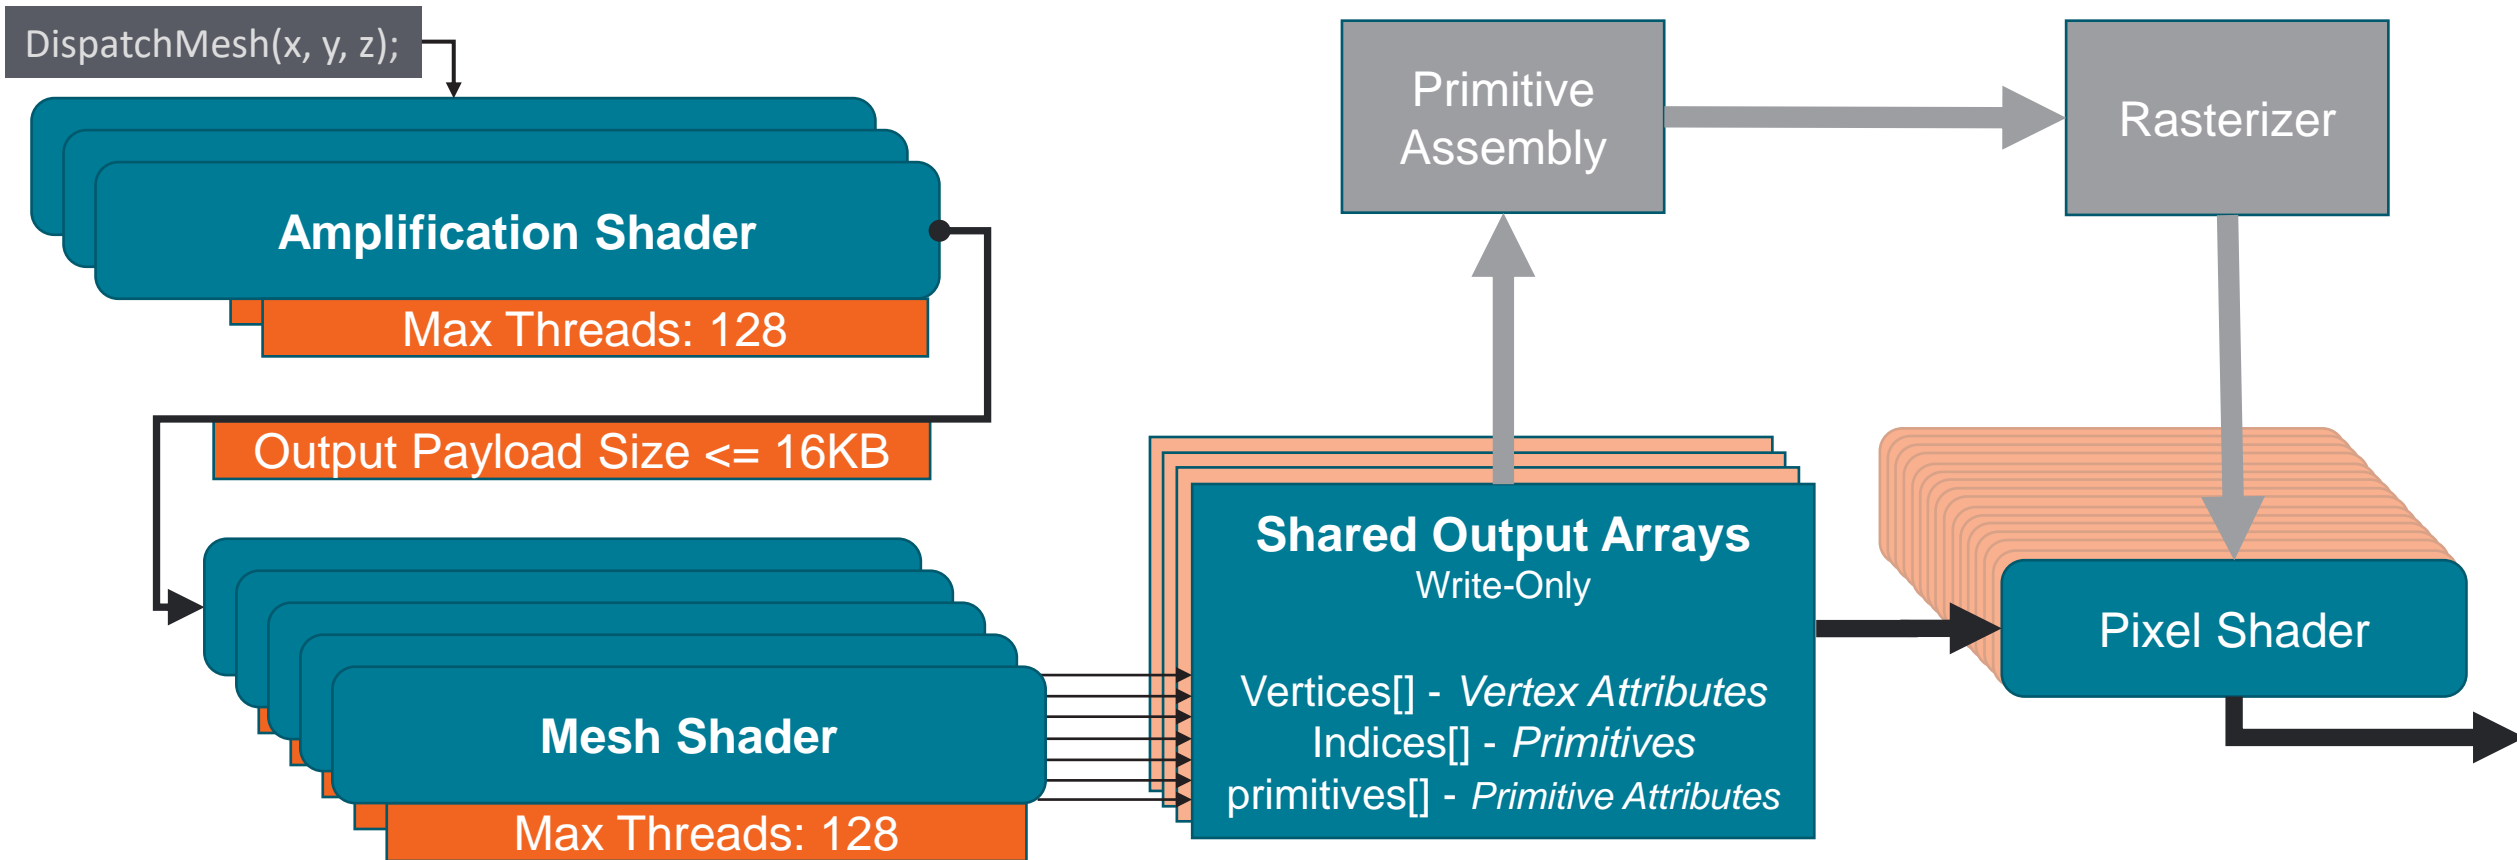 DispatchMesh(x, y, z);
Amplification Shader
Max Threads: 128
Output Payload Size <= 16KB
Mesh Shader
Max Threads: 128
Primitive
Assembly
Rasterizer
Shared Output Arrays
Write-Only
Vertices[] - Vertex Attributes
Indices[] - Primitives
primitives[] - Primitive Attributes
Pixel Shader